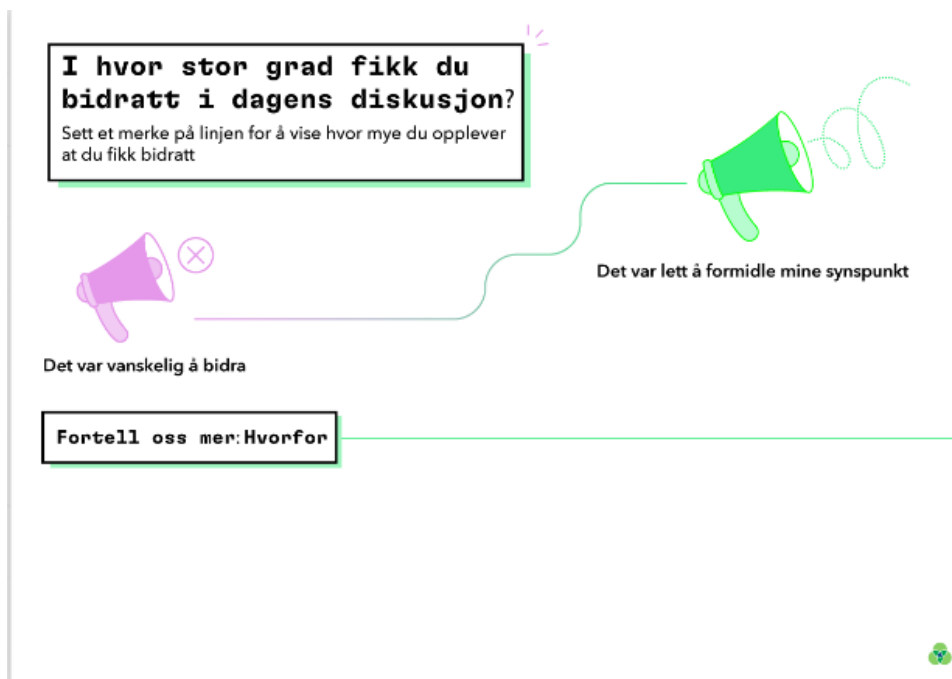 I hvor stor grad fikk du
bidratt i dagens diskusjon?
Sett et merke på linjen for å vise hvor mye du opplever
at du fikk bidratt
Det var lett å formidle mine synspunkt
Det var vanskelig å bidra
Fortell oss mer: Hvorfor